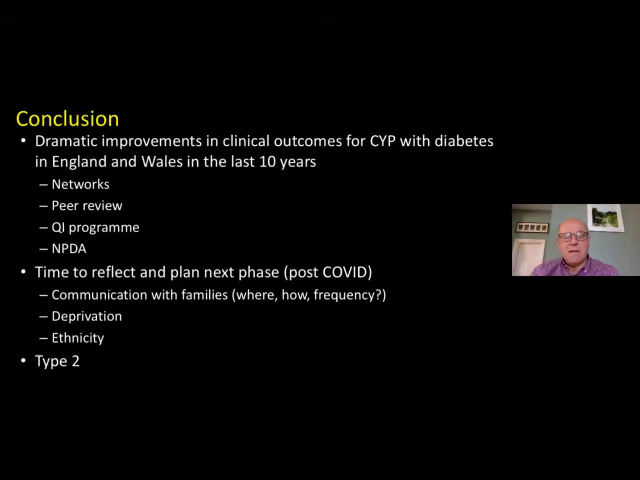 Conclusion
• Dramatic improvements in clinical outcomes for CYP with diabetes
in England and Wales in the last 10 years
– Networks
– Peer review
– QI programme
– NPDA
• Time to reflect and plan next phase (post COVID)
– Communication with families (where, how, frequency?)
– Deprivation
– Ethnicity
• Type 2